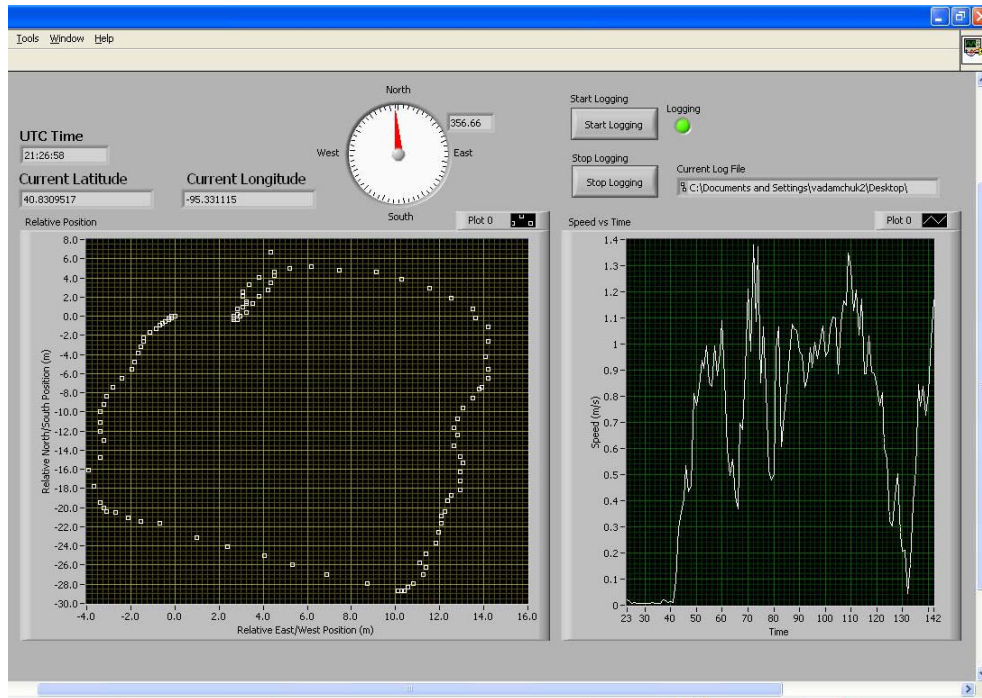 Tools Window Help
North
356.66
West
East
South
UTC Time
21:26:58
Current Latitude
40.8309517
Current Longitude
-95.331115
Start Logging
Start Logging
Logging
Stop Logging
Stop Logging
Current Log File
C:\Documents and Settings\vadamchuk2\Desktop\
Relative Position
Plot 0
8.0
6.0
4.0
2.0
0.0
-2.0
-4.0
-6.0
-8.0
-10.0
-12.0
-14.0
-16.0
-18.0
-20.0
-22.0
-24.0
-26.0
-28.0
-30.0
Relative North/South Position (m)
-4.0 -2.0 0.0 2.0 4.0 6.0 8.0 10.0 12.0 14.0 16.0
Relative East/West Position (m)
Speed vs Time
Plot 0
1.4
1.3
1.2
1.1
1
0.9
0.8
0.7
0.6
0.5
0.4
0.3
0.2
0.1
0
Speed (m/s)
23 30 40 50 60 70 80 90 100 110 120 130 142
Time